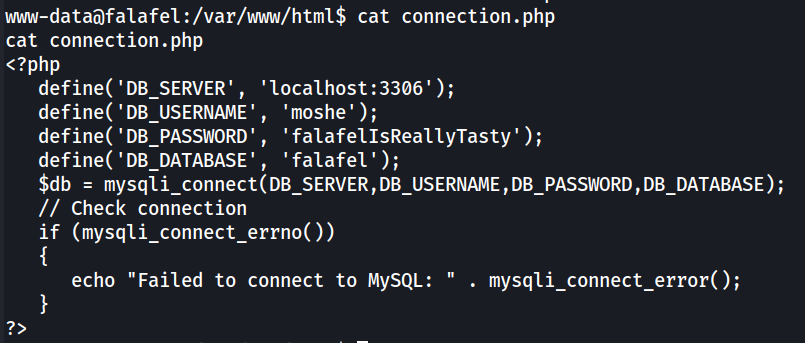 www-data@falafel:/var/www/html$ cat connection.php
cat connection.php
<?php
   define('DB_SERVER', 'localhost:3306');
   define('DB_USERNAME', 'moshe');
   define('DB_PASSWORD', 'falafelIsReallyTasty');
   define('DB_DATABASE', 'falafel');
   $db = mysqli_connect(DB_SERVER,DB_USERNAME,DB_PASSWORD,DB_DATABASE);
   // Check connection
   if (mysqli_connect_errno())
   {
      echo "Failed to connect to MySQL: " . mysqli_connect_error();
   }
?>